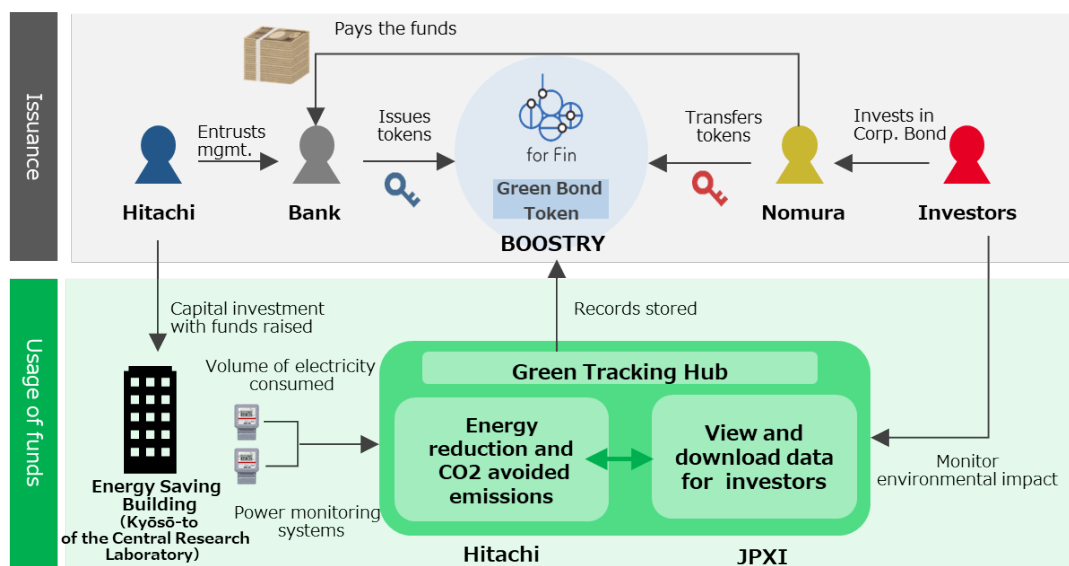 Issuance
Pays the funds
Entrusts
mgmt.
Issues
tokens
for Fin
Green Bond
Token
BOOSTRY
Transfers
tokens
Invests in
Corp. Bond
Hitachi
Bank
Nomura
Investors
Usage of funds
Capital investment
with funds raised
Records stored
Volume of electricity
consumed
Green Tracking Hub
Energy
reduction and
CO2 avoided
emissions
View and
download data
for investors
Monitor
environmental impact
Energy Saving
Building
(Kyōsō-to
of the Central Research
Laboratory)
Power monitoring
systems
Hitachi
JPXI